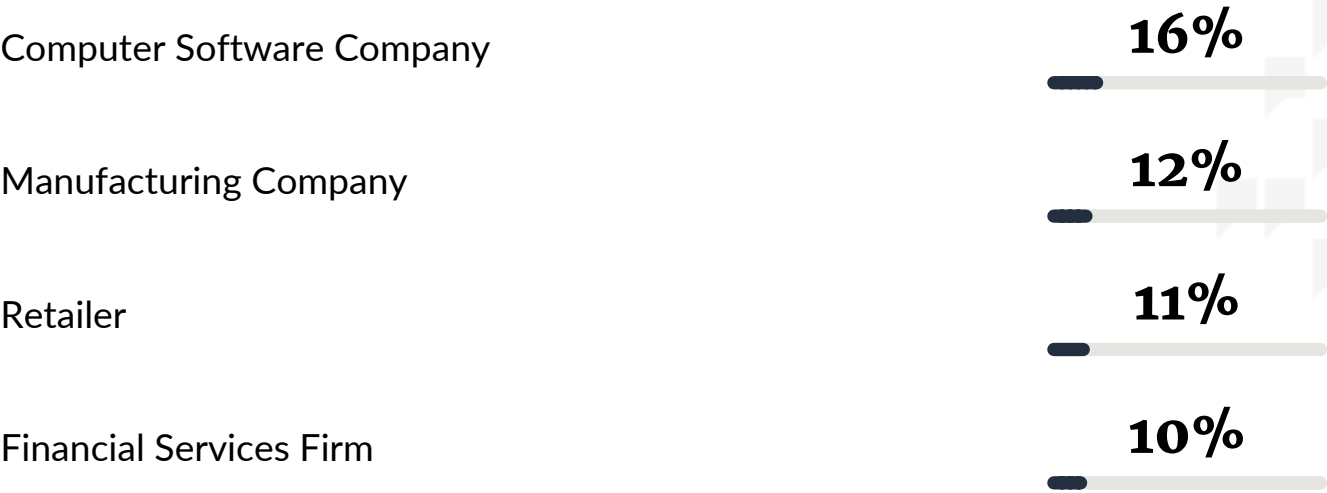 Computer Software Company 16%
Manufacturing Company 12%
Retailer 11%
Financial Services Firm 10%